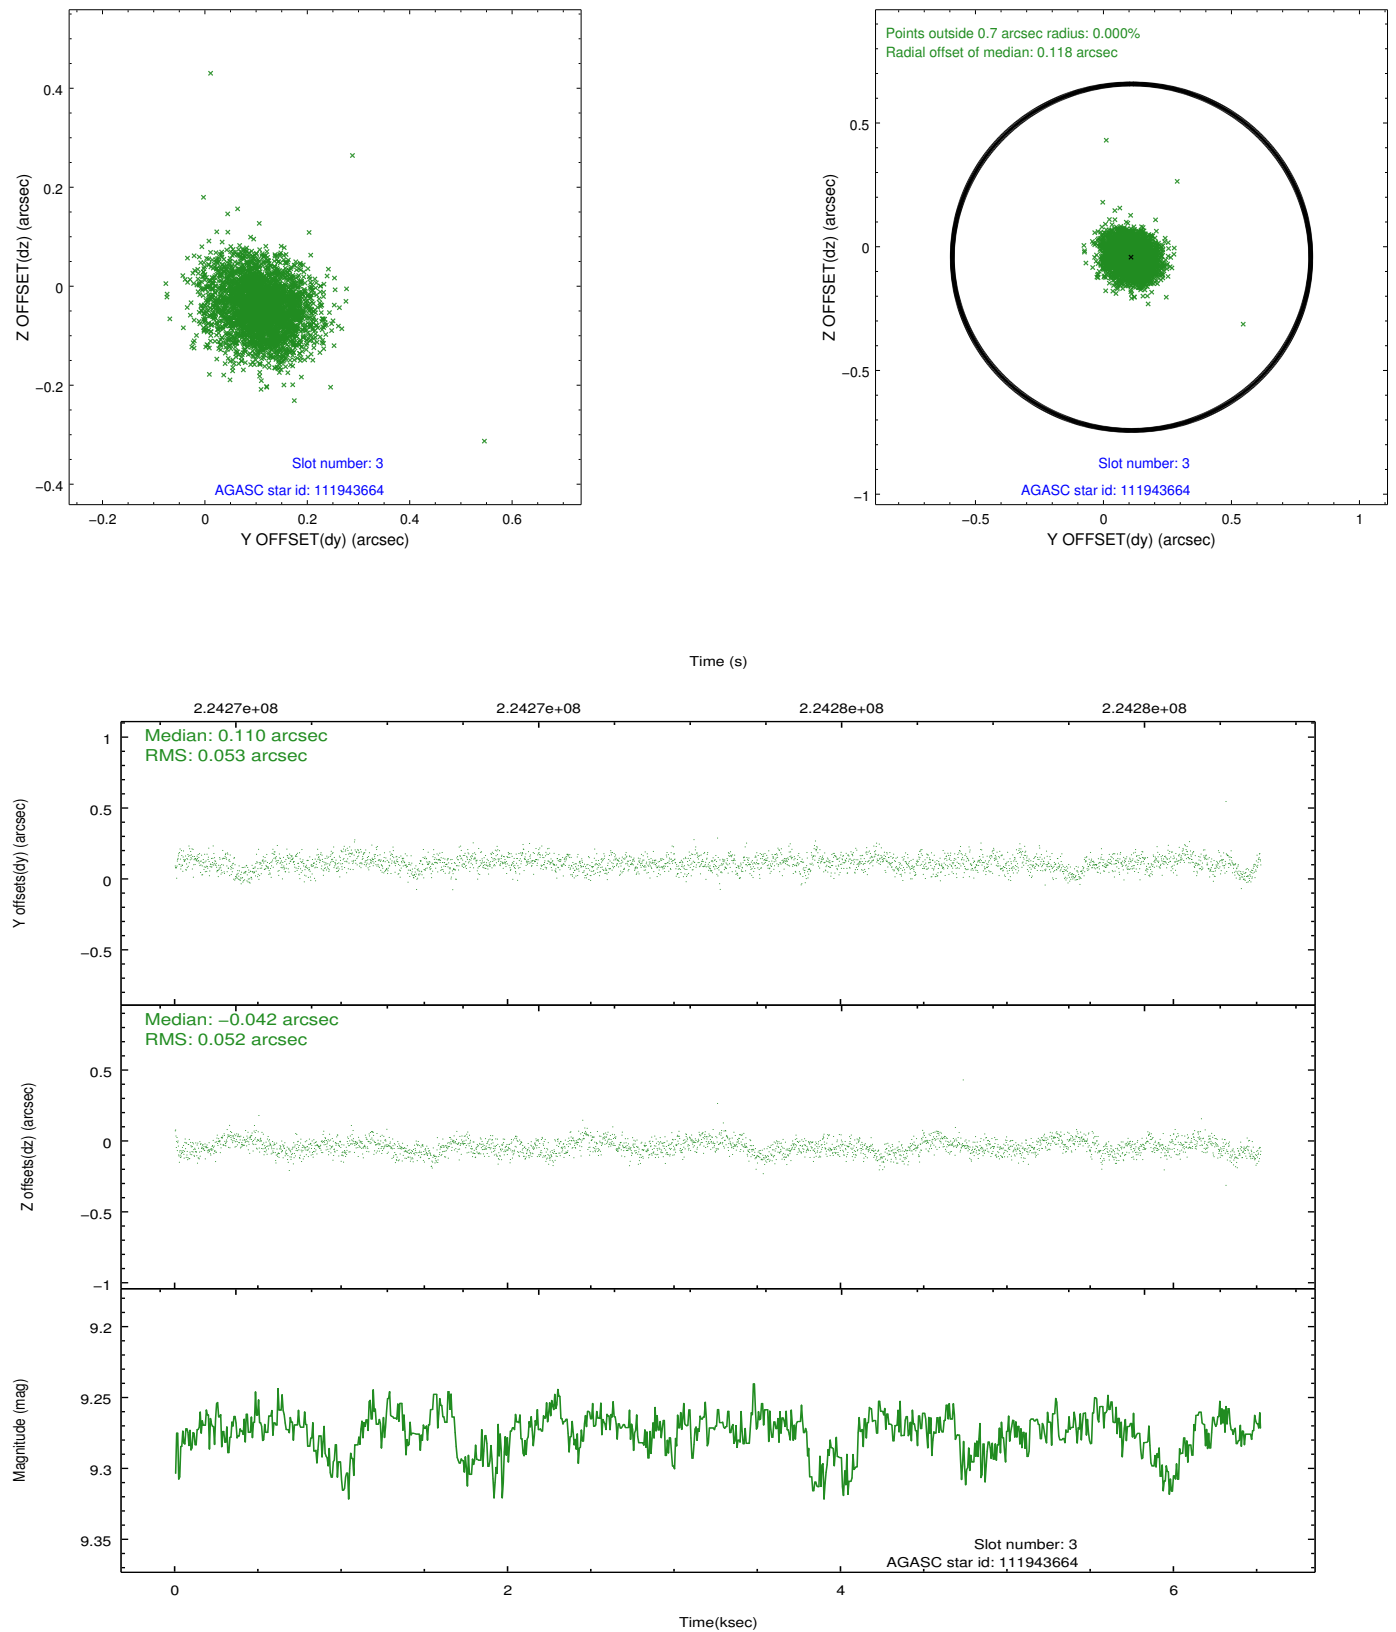 0.4
0.2
0
−0.2
−0.4
Z OFFSET(dz) (arcsec)
Slot number: 3
AGASC star id: 111943664
−0.2
0
0.2
0.4
0.6
Y OFFSET(dy) (arcsec)
Points outside 0.7 arcsec radius: 0.000%
Radial offset of median: 0.118 arcsec
0.5
0
−0.5
−1
Z OFFSET(dz) (arcsec)
Slot number: 3
AGASC star id: 111943664
−0.5
0
0.5
1
Y OFFSET(dy) (arcsec)
Time (s)
2.2427e+08
2.2427e+08
2.2428e+08
2.2428e+08
Median: 0.110 arcsec
RMS: 0.053 arcsec
1
0.5
0
−0.5
Y offsets(dy) (arcsec)
Median: −0.042 arcsec
RMS: 0.052 arcsec
0.5
0
−0.5
−1
Z offsets(dz) (arcsec)
9.2
9.25
9.3
9.35
Magnitude (mag)
Slot number: 3
AGASC star id: 111943664
0
2
4
6
Time(ksec)